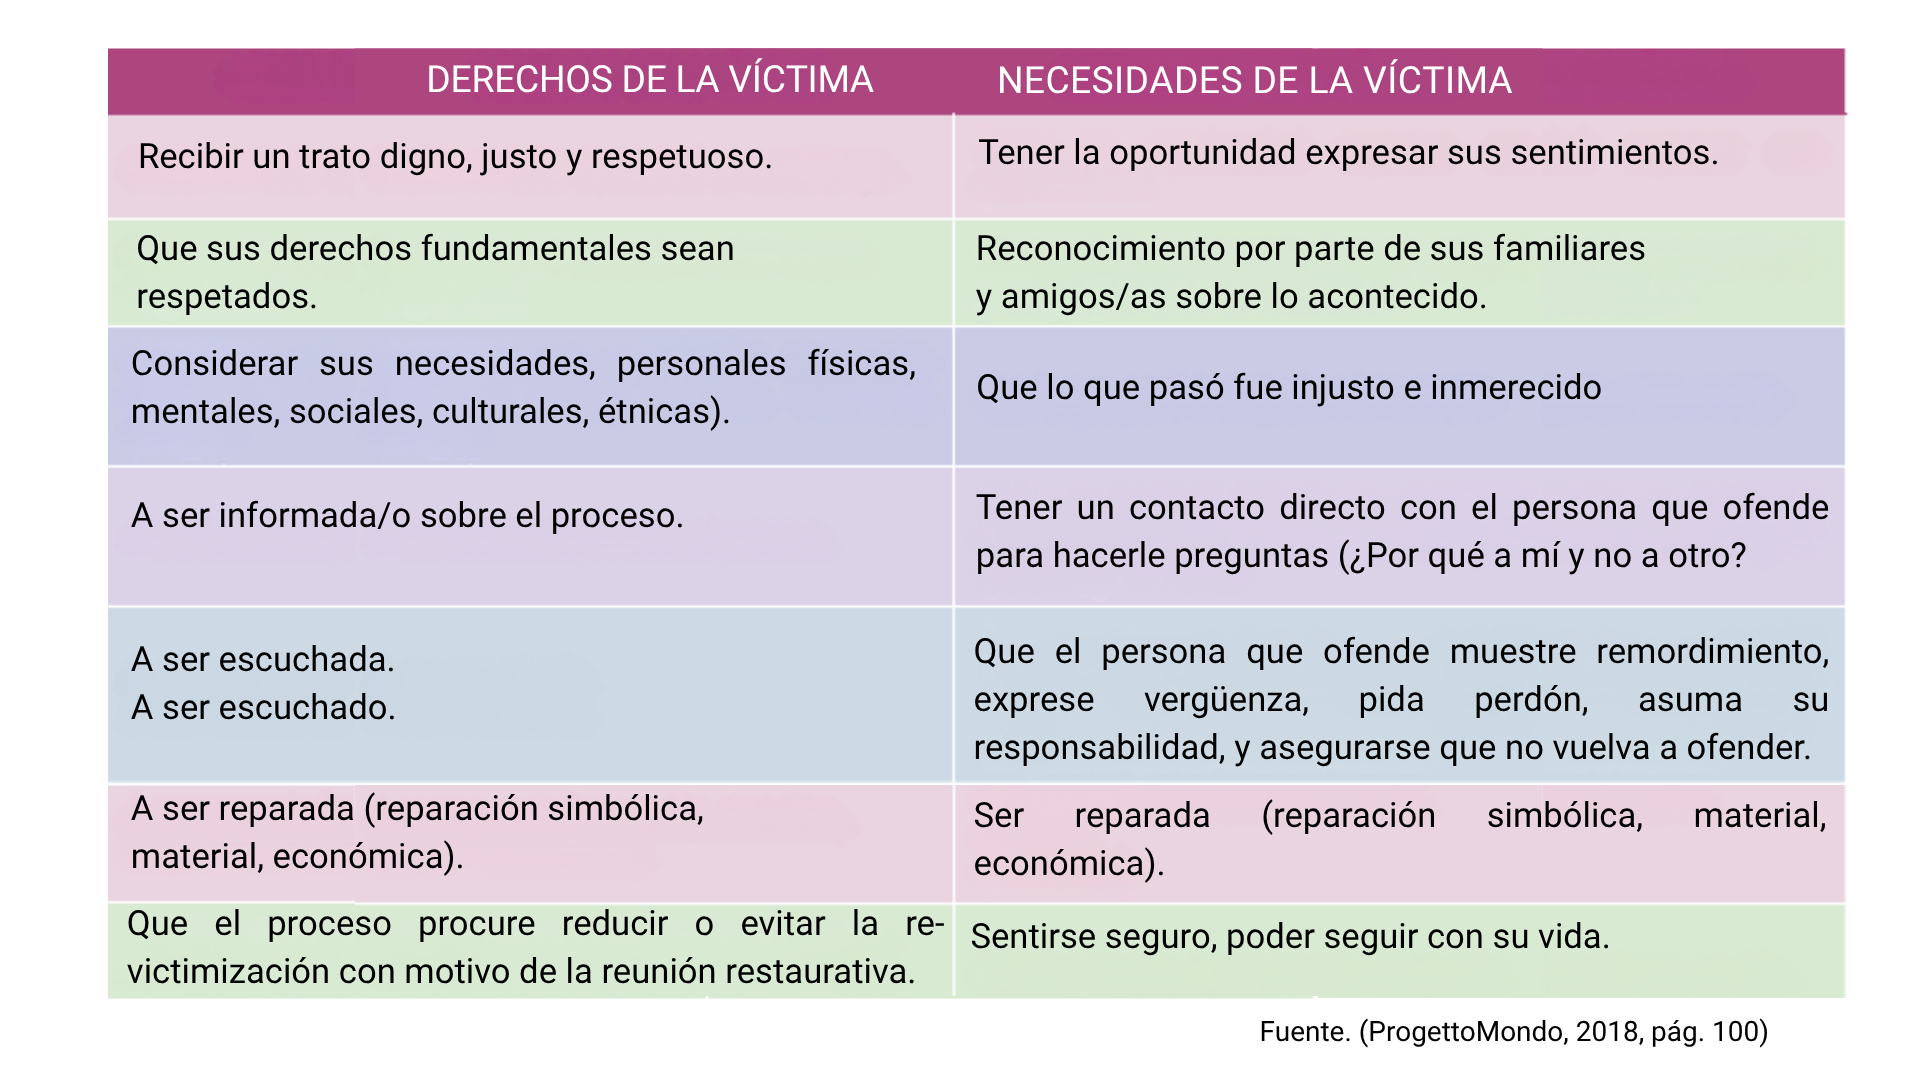 DERECHOS DE LA VÍCTIMA
NECESIDADES DE LA VÍCTIMA
Recibir un trato digno, justo y respetuoso.
Tener la oportunidad expresar sus sentimientos.
Que sus derechos fundamentales sean
respetados.
Reconocimiento por parte de sus familiares
y amigos/as sobre lo acontecido.
Considerar sus necesidades, personales físicas,
mentales, sociales, culturales, étnicas).
Que lo que pasó fue injusto e inmerecido
A ser informada/o sobre el proceso.
Tener un contacto directo con el persona que ofende
para hacerle preguntas (¿Por qué a mí y no a otro?
A ser escuchada.
A ser escuchado.
Que el persona que ofende muestre remordimiento,
exprese vergüenza, pida perdón, asuma su
responsabilidad, y asegurarse que no vuelva a ofender.
A ser reparada (reparación simbólica,
material, económica).
Ser reparada (reparación simbólica, material,
económica).
Que el proceso procure reducir o evitar la re-
victimización con motivo de la reunión restaurativa.
Sentirse seguro, poder seguir con su vida.
Fuente. (ProgettoMondo, 2018, pág. 100)